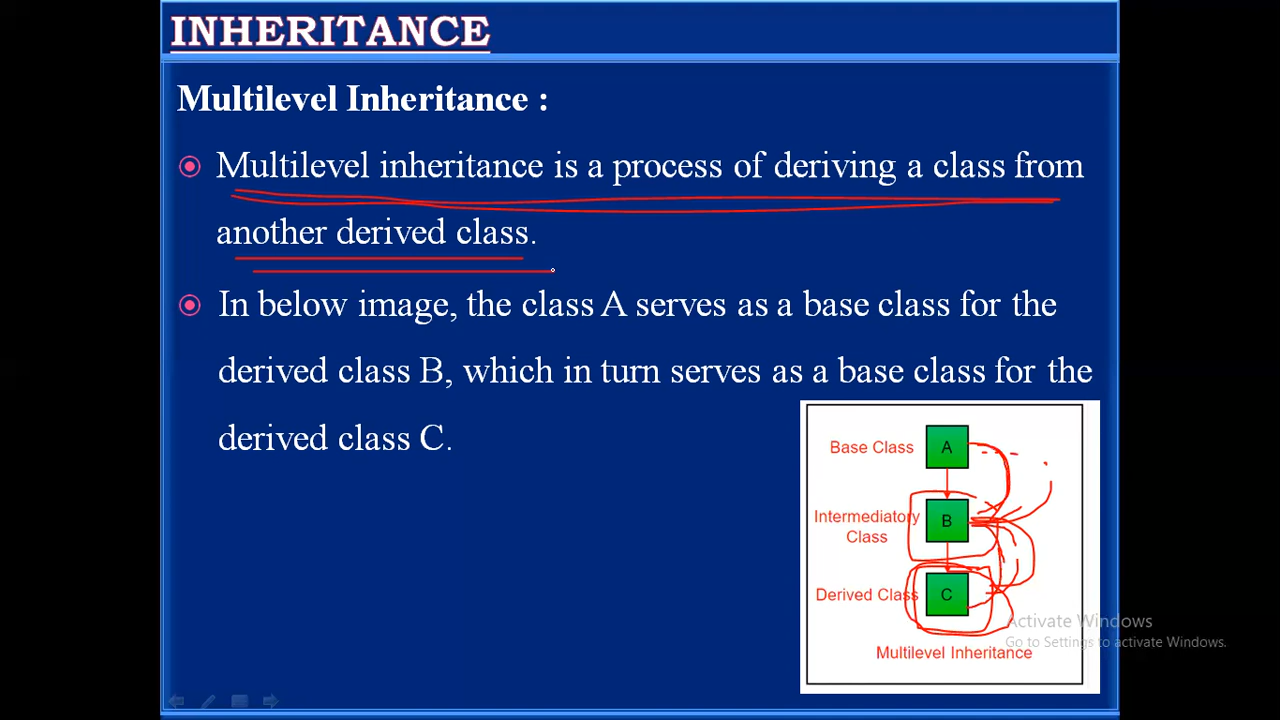 INHERITANCE
Multilevel Inheritance :
Multilevel inheritance is a process of deriving a class from
another derived class.
In below image, the class A serves as a base class for the
derived class B, which in turn serves as a base class for the
derived class C.
Base Class
A
Intermediatory
Class
B
Derived Class
C
Multilevel Inheritance
Activate Windows
Go to Settings to activate Windows.